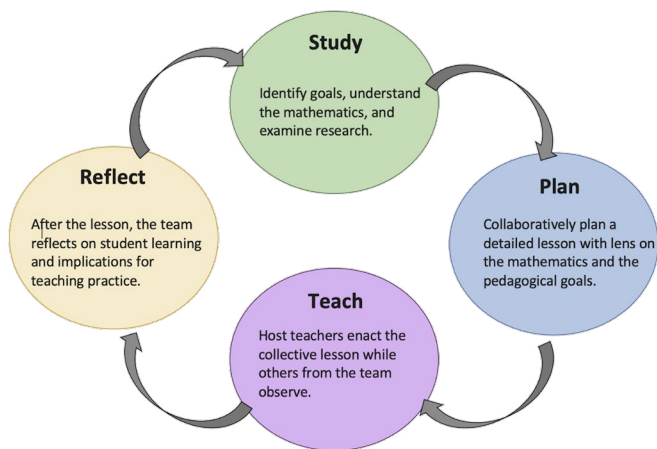 Study
Identify goals, understand
the mathematics, and
examine research.
Plan
Collaboratively plan a
detailed lesson with lens on
the mathematics and the
pedagogical goals.
Teach
Host teachers enact the
collective lesson while
others from the team
observe.
Reflect
After the lesson, the team
reflects on student learning
and implications for
teaching practice.